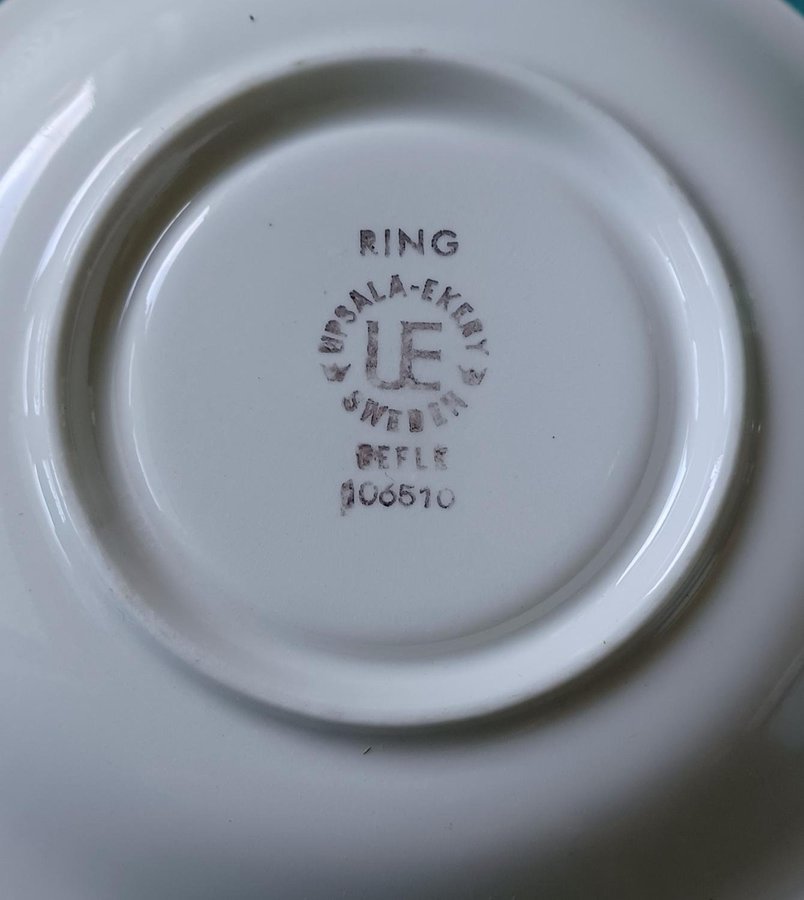 RING
UPSALA-EKEBY
UE
SWEDEN
GEFLE
106510